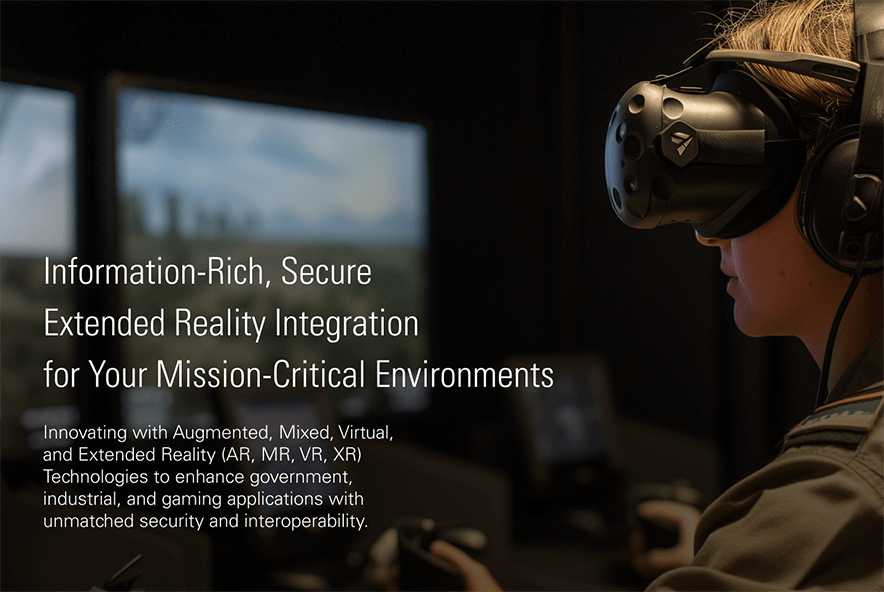 Information-Rich, Secure
Extended Reality Integration
for Your Mission-Critical Environments
Innovating with Augmented, Mixed, Virtual,
and Extended Reality (AR, MR, VR, XR)
Technologies to enhance government,
industrial, and gaming applications with
unmatched security and interoperability.